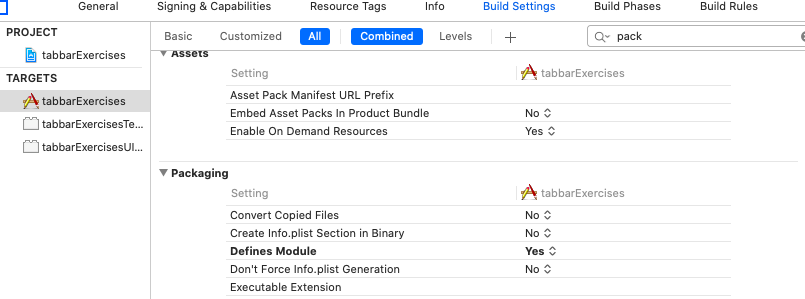 General Signing & Capabilities Resource Tags Info Build Settings Build Phases Build Rules
PROJECT
tabbarExercises
TARGETS
tabbarExercises
tabbarExercisesTe...
tabbarExercisesUI...
Basic Customized All Combined Levels + pack
Assets
Setting tabbarExercises
Asset Pack Manifest URL Prefix
Embed Asset Packs In Product Bundle No
Enable On Demand Resources Yes
Packaging
Setting tabbarExercises
Convert Copied Files No
Create Info.plist Section in Binary No
Defines Module Yes
Don't Force Info.plist Generation No
Executable Extension